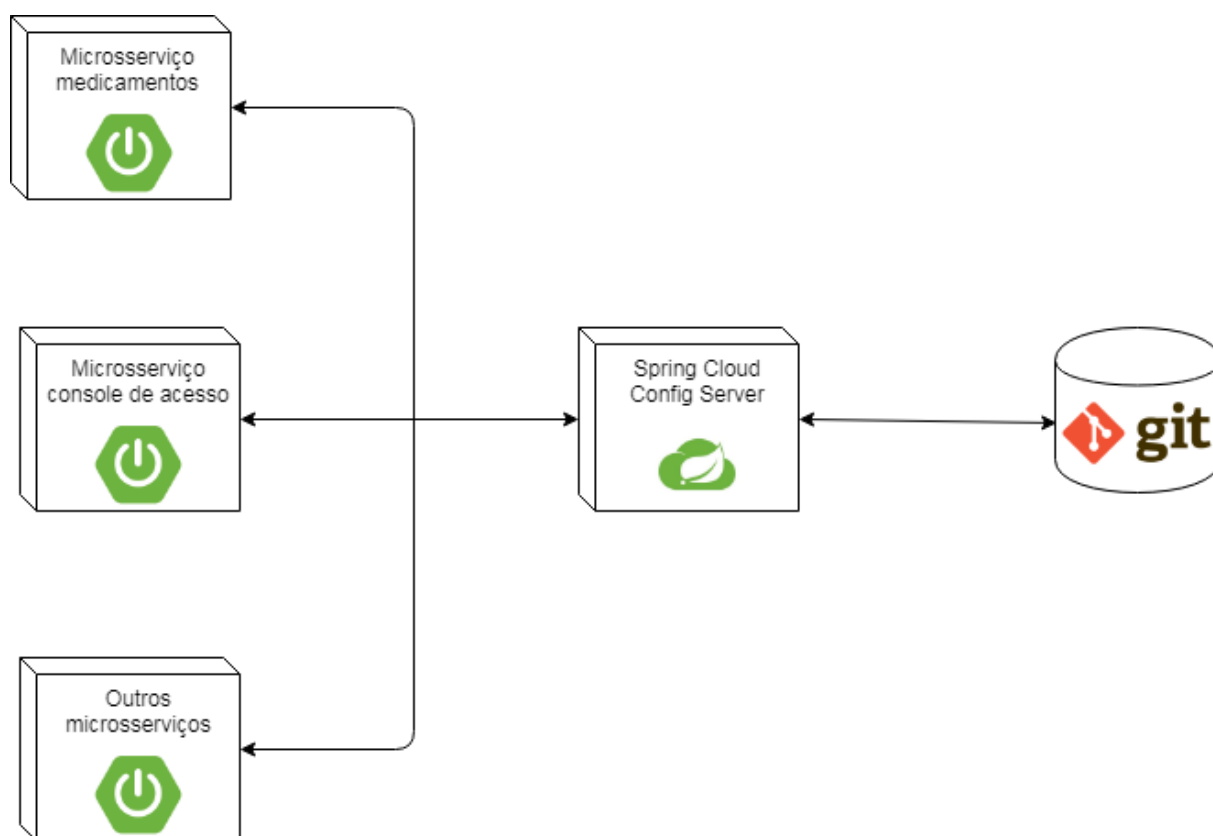 Microsserviço
medicamentos
Microsserviço
console de acesso
Spring Cloud
Config Server
git
Outros
microsserviços